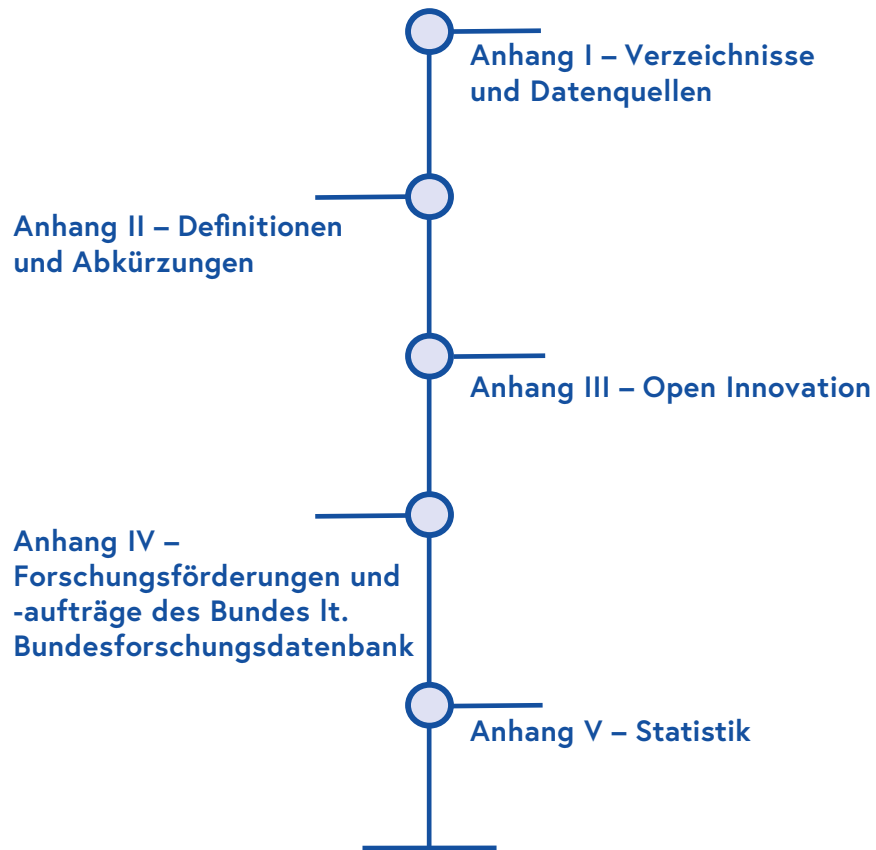 Anhang I – Verzeichnisse
und Datenquellen
Anhang II – Definitionen
und Abkürzungen
Anhang III – Open Innovation
Anhang IV –
Forschungsförderungen und
-aufträge des Bundes lt.
Bundesforschungsdatenbank
Anhang V – Statistik